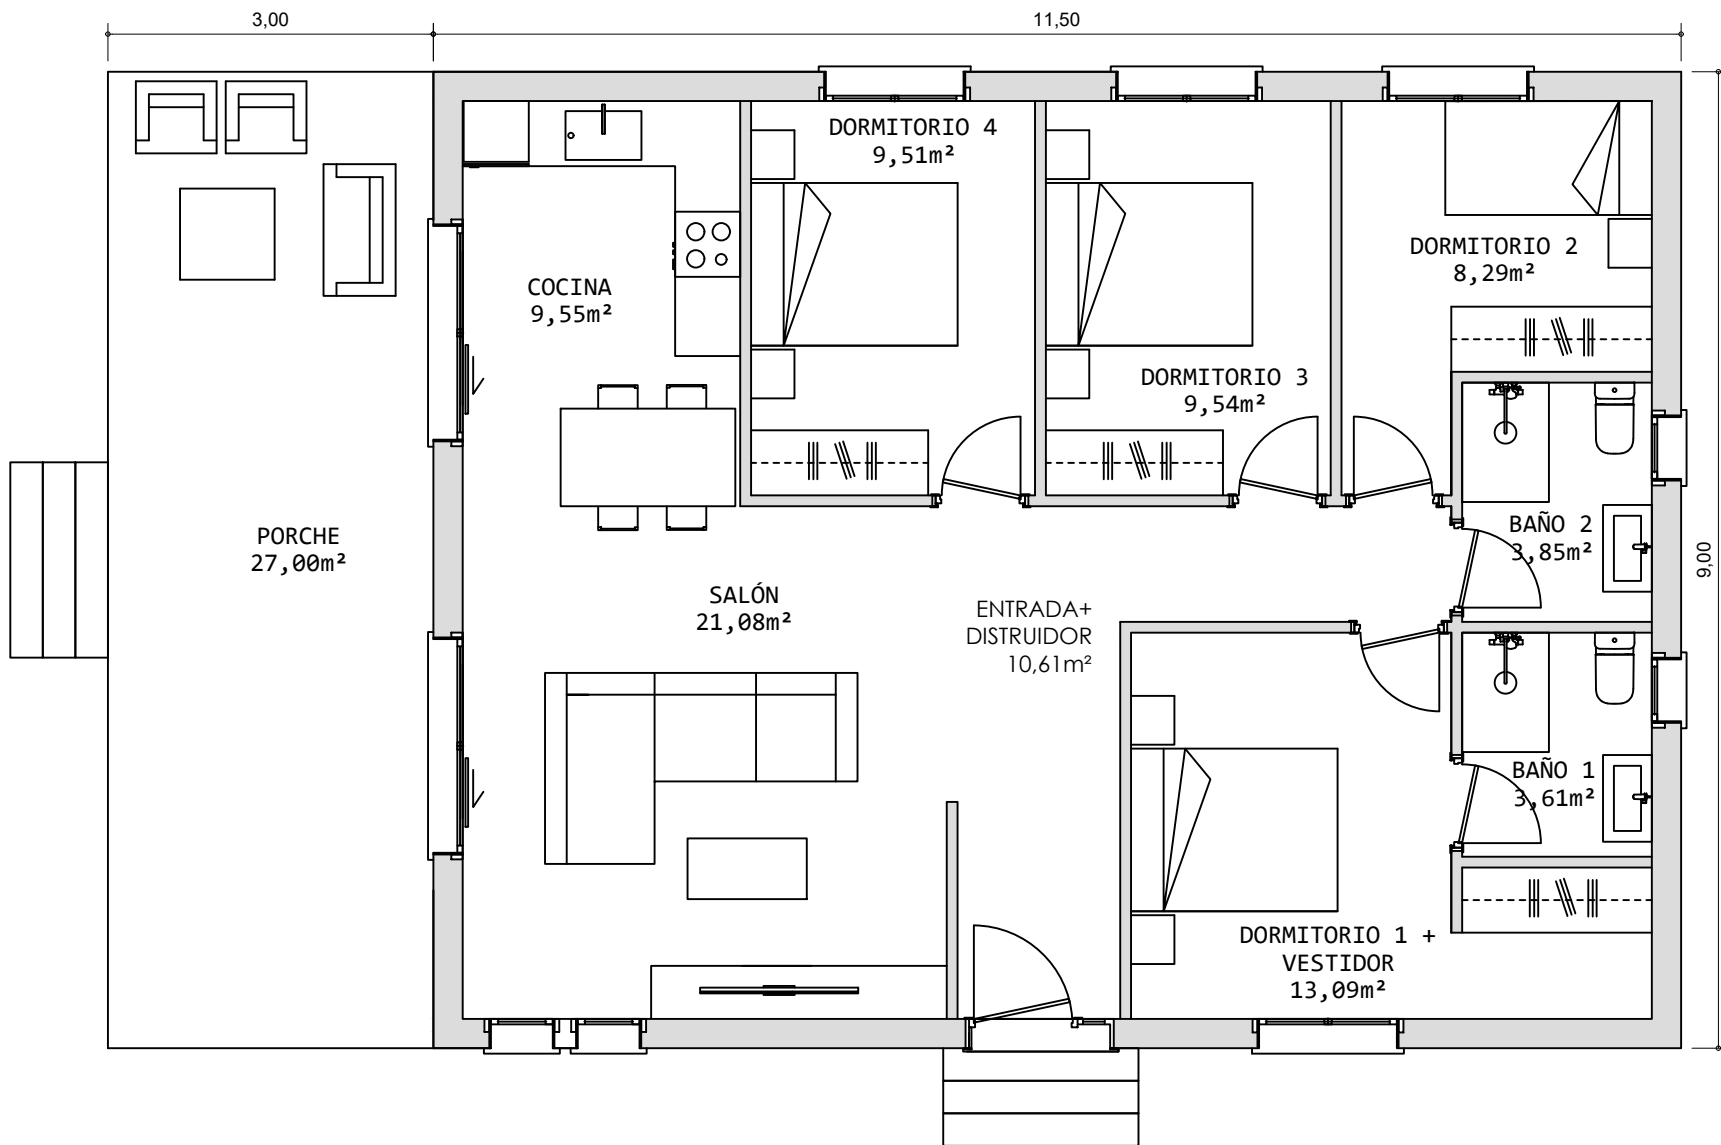 3,00
11,50
DORMITORIO 4
9,51m²
DORMITORIO 2
8,29m²
COCINA
9,55m²
DORMITORIO 3
9,54m²
PORCHE
27,00m²
SALÓN
21,08m²
ENTRADA+
DISTRUIDOR
10,61m²
BAÑO 2
3,85m²
9,00
BAÑO 1
3,61m²
DORMITORIO 1 +
VESTIDOR
13,09m²